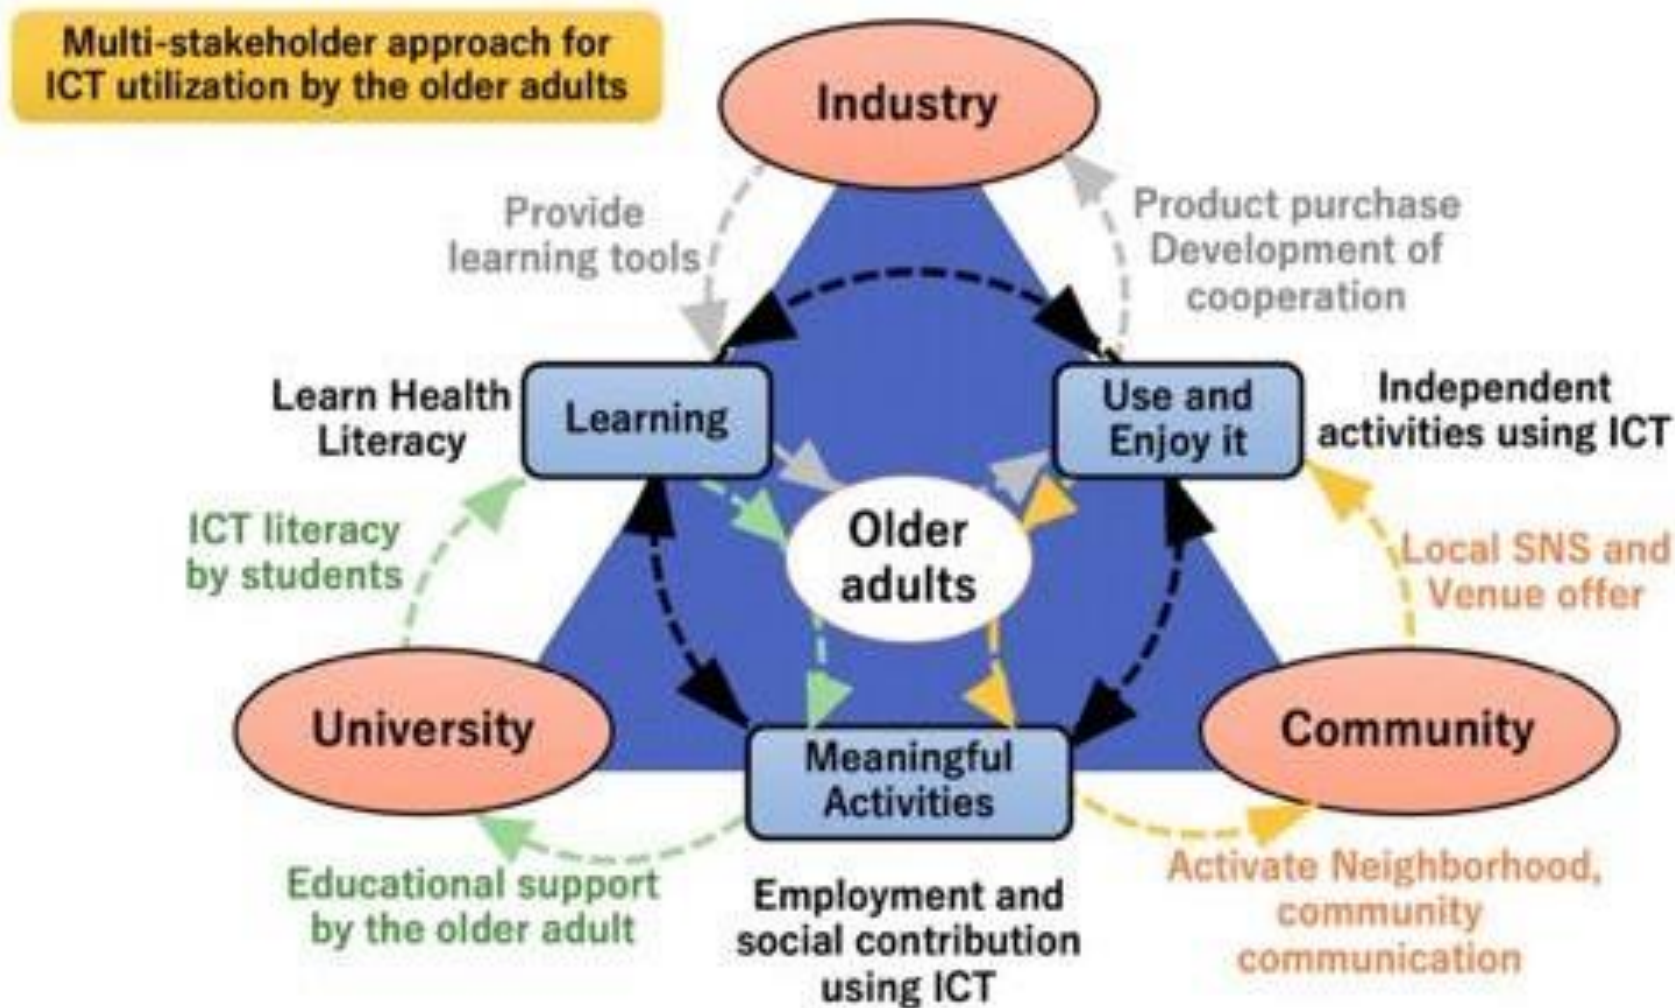 Multi-stakeholder approach for
ICT utilization by the older adults
Industry
Provide
learning tools
Product purchase
Development of
cooperation
Learn Health
Literacy
Learning
Use and
Enjoy it
Independent
activities using ICT
ICT literacy
by students
Older
adults
Local SNS and
Venue offer
University
Meaningful
Activities
Community
Educational support
by the older adult
Employment and
social contribution
using ICT
Activate Neighborhood,
community
communication